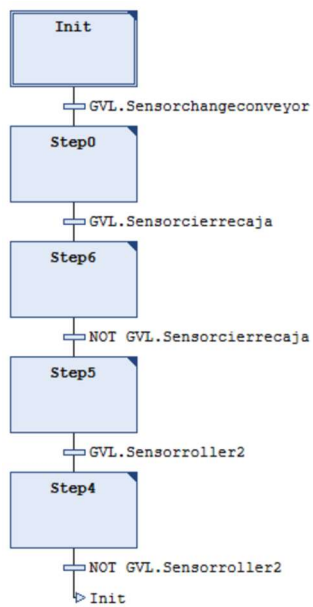 Init
GVL.Sensorchangeconveyor
Step0
GVL.Sensorcierrecaja
Step6
NOT GVL.Sensorcierrecaja
Step5
GVL.Sensorroller2
Step4
NOT GVL.Sensorroller2
Init